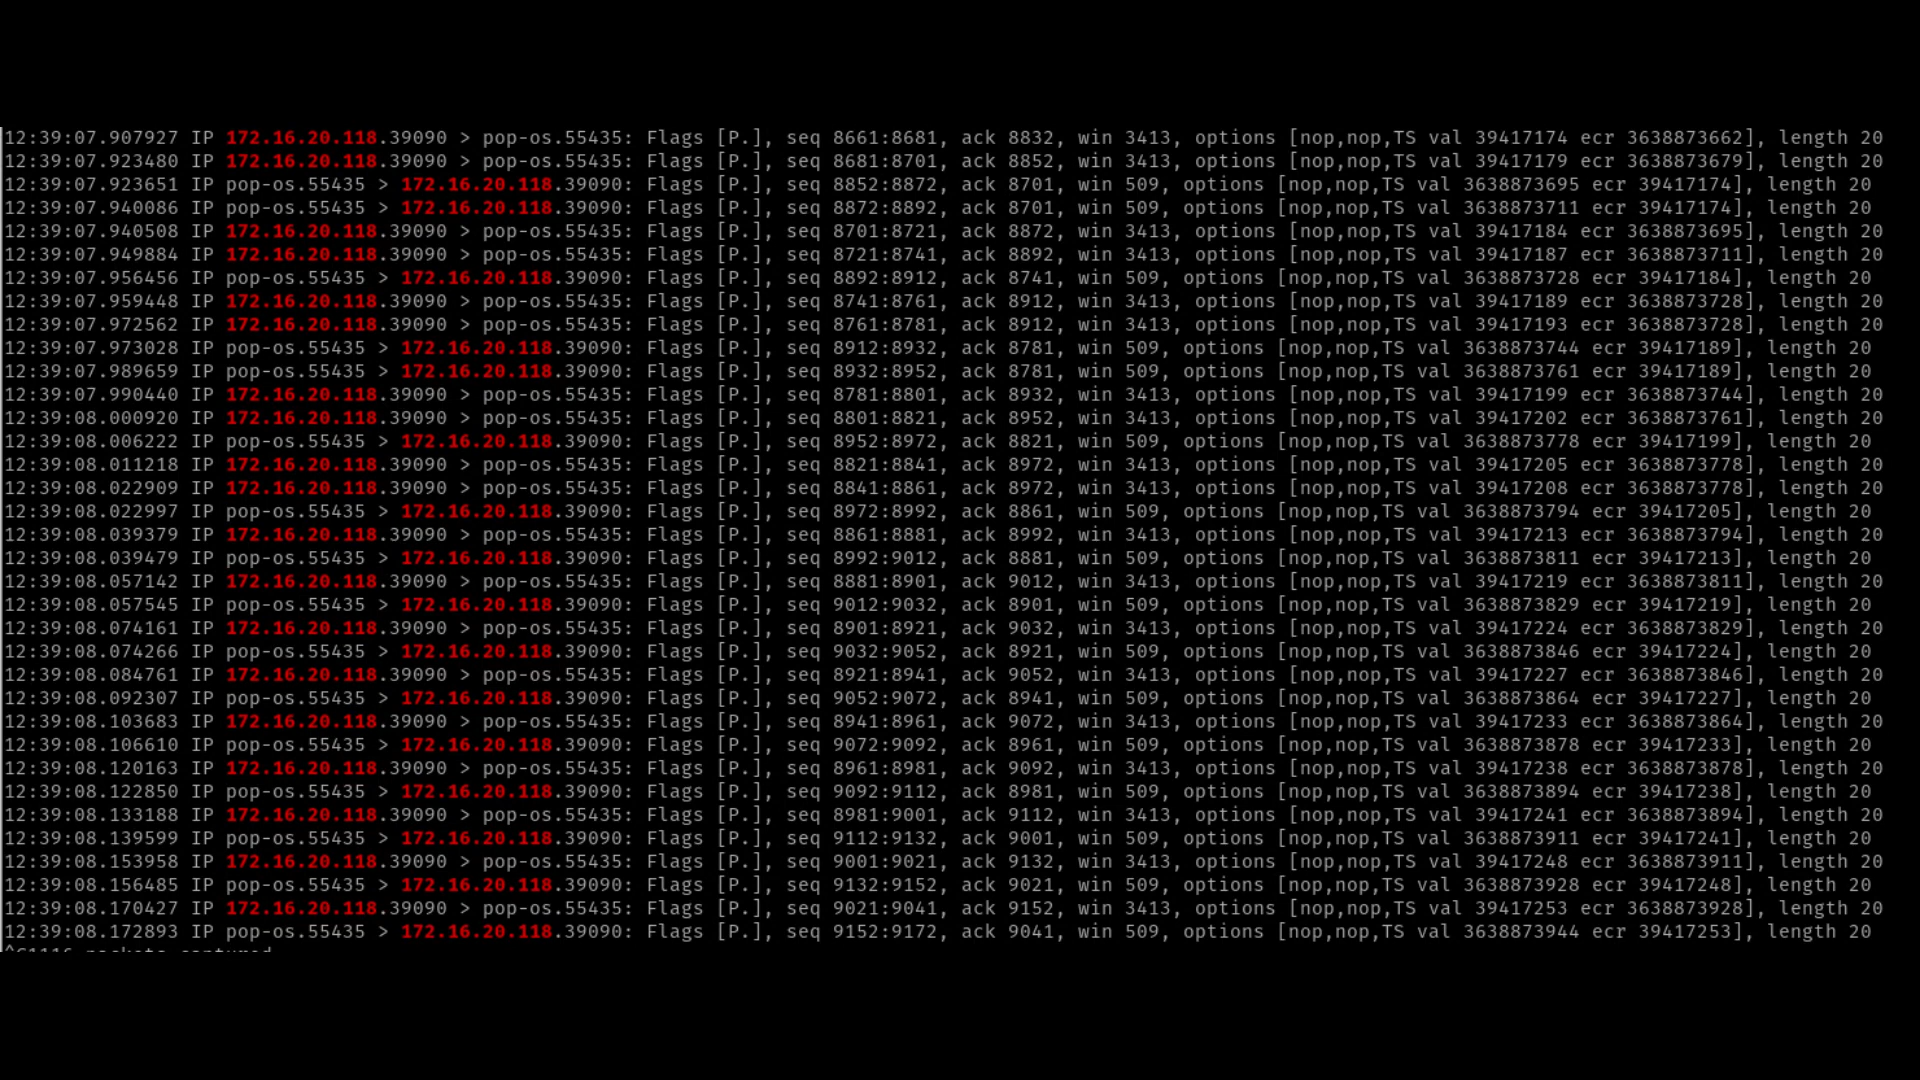 12:39:07.907927 IP 172.16.20.118.39090 > pop-os.55435: Flags [P.], seq 8661:8681, ack 8832, win 3413, options [nop,nop,TS val 39417174 ecr 3638873662], length 20
12:39:07.923480 IP 172.16.20.118.39090 > pop-os.55435: Flags [P.], seq 8681:8701, ack 8852, win 3413, options [nop,nop,TS val 39417179 ecr 3638873679], length 20
12:39:07.923651 IP pop-os.55435 > 172.16.20.118.39090: Flags [P.], seq 8852:8872, ack 8701, win 509, options [nop,nop,TS val 3638873695 ecr 39417174], length 20
12:39:07.940086 IP pop-os.55435 > 172.16.20.118.39090: Flags [P.], seq 8872:8892, ack 8701, win 509, options [nop,nop,TS val 3638873711 ecr 39417174], length 20
12:39:07.940508 IP 172.16.20.118.39090 > pop-os.55435: Flags [P.], seq 8701:8721, ack 8872, win 3413, options [nop,nop,TS val 39417184 ecr 3638873695], length 20
12:39:07.949884 IP 172.16.20.118.39090 > pop-os.55435: Flags [P.], seq 8721:8741, ack 8892, win 3413, options [nop,nop,TS val 39417187 ecr 3638873711], length 20
12:39:07.956456 IP pop-os.55435 > 172.16.20.118.39090: Flags [P.], seq 8892:8912, ack 8741, win 509, options [nop,nop,TS val 3638873728 ecr 39417184], length 20
12:39:07.959448 IP 172.16.20.118.39090 > pop-os.55435: Flags [P.], seq 8741:8761, ack 8912, win 3413, options [nop,nop,TS val 39417189 ecr 3638873728], length 20
12:39:07.972562 IP 172.16.20.118.39090 > pop-os.55435: Flags [P.], seq 8761:8781, ack 8912, win 3413, options [nop,nop,TS val 39417193 ecr 3638873728], length 20
12:39:07.973028 IP pop-os.55435 > 172.16.20.118.39090: Flags [P.], seq 8912:8932, ack 8781, win 509, options [nop,nop,TS val 3638873744 ecr 39417189], length 20
12:39:07.989659 IP pop-os.55435 > 172.16.20.118.39090: Flags [P.], seq 8932:8952, ack 8781, win 509, options [nop,nop,TS val 3638873761 ecr 39417189], length 20
12:39:07.990440 IP 172.16.20.118.39090 > pop-os.55435: Flags [P.], seq 8781:8801, ack 8932, win 3413, options [nop,nop,TS val 39417199 ecr 3638873744], length 20
12:39:08.000920 IP 172.16.20.118.39090 > pop-os.55435: Flags [P.], seq 8801:8821, ack 8952, win 3413, options [nop,nop,TS val 39417202 ecr 3638873761], length 20
12:39:08.006222 IP pop-os.55435 > 172.16.20.118.39090: Flags [P.], seq 8952:8972, ack 8821, win 509, options [nop,nop,TS val 3638873778 ecr 39417199], length 20
12:39:08.011218 IP 172.16.20.118.39090 > pop-os.55435: Flags [P.], seq 8821:8841, ack 8972, win 3413, options [nop,nop,TS val 39417205 ecr 3638873778], length 20
12:39:08.022909 IP 172.16.20.118.39090 > pop-os.55435: Flags [P.], seq 8841:8861, ack 8972, win 3413, options [nop,nop,TS val 39417208 ecr 3638873778], length 20
12:39:08.022997 IP pop-os.55435 > 172.16.20.118.39090: Flags [P.], seq 8972:8992, ack 8861, win 509, options [nop,nop,TS val 3638873794 ecr 39417205], length 20
12:39:08.039379 IP 172.16.20.118.39090 > pop-os.55435: Flags [P.], seq 8861:8881, ack 8992, win 3413, options [nop,nop,TS val 39417213 ecr 3638873794], length 20
12:39:08.039479 IP pop-os.55435 > 172.16.20.118.39090: Flags [P.], seq 8992:9012, ack 8881, win 509, options [nop,nop,TS val 3638873811 ecr 39417213], length 20
12:39:08.057142 IP 172.16.20.118.39090 > pop-os.55435: Flags [P.], seq 8881:8901, ack 9012, win 3413, options [nop,nop,TS val 39417219 ecr 3638873811], length 20
12:39:08.057545 IP pop-os.55435 > 172.16.20.118.39090: Flags [P.], seq 9012:9032, ack 8901, win 509, options [nop,nop,TS val 3638873829 ecr 39417219], length 20
12:39:08.074161 IP 172.16.20.118.39090 > pop-os.55435: Flags [P.], seq 8901:8921, ack 9032, win 3413, options [nop,nop,TS val 39417224 ecr 3638873829], length 20
12:39:08.074266 IP pop-os.55435 > 172.16.20.118.39090: Flags [P.], seq 9032:9052, ack 8921, win 509, options [nop,nop,TS val 3638873846 ecr 39417224], length 20
12:39:08.084761 IP 172.16.20.118.39090 > pop-os.55435: Flags [P.], seq 8921:8941, ack 9052, win 3413, options [nop,nop,TS val 39417227 ecr 3638873846], length 20
12:39:08.092307 IP pop-os.55435 > 172.16.20.118.39090: Flags [P.], seq 9052:9072, ack 8941, win 509, options [nop,nop,TS val 3638873864 ecr 39417227], length 20
12:39:08.103683 IP 172.16.20.118.39090 > pop-os.55435: Flags [P.], seq 8941:8961, ack 9072, win 3413, options [nop,nop,TS val 39417233 ecr 3638873864], length 20
12:39:08.106610 IP pop-os.55435 > 172.16.20.118.39090: Flags [P.], seq 9072:9092, ack 8961, win 509, options [nop,nop,TS val 3638873878 ecr 39417233], length 20
12:39:08.120163 IP 172.16.20.118.39090 > pop-os.55435: Flags [P.], seq 8961:8981, ack 9092, win 3413, options [nop,nop,TS val 39417238 ecr 3638873878], length 20
12:39:08.122850 IP pop-os.55435 > 172.16.20.118.39090: Flags [P.], seq 9092:9112, ack 8981, win 509, options [nop,nop,TS val 3638873894 ecr 39417238], length 20
12:39:08.133188 IP 172.16.20.118.39090 > pop-os.55435: Flags [P.], seq 8981:9001, ack 9112, win 3413, options [nop,nop,TS val 39417241 ecr 3638873894], length 20
12:39:08.139599 IP pop-os.55435 > 172.16.20.118.39090: Flags [P.], seq 9112:9132, ack 9001, win 509, options [nop,nop,TS val 3638873911 ecr 39417241], length 20
12:39:08.153958 IP 172.16.20.118.39090 > pop-os.55435: Flags [P.], seq 9001:9021, ack 9132, win 3413, options [nop,nop,TS val 39417248 ecr 3638873911], length 20
12:39:08.156485 IP pop-os.55435 > 172.16.20.118.39090: Flags [P.], seq 9132:9152, ack 9021, win 509, options [nop,nop,TS val 3638873928 ecr 39417248], length 20
12:39:08.170427 IP 172.16.20.118.39090 > pop-os.55435: Flags [P.], seq 9021:9041, ack 9152, win 3413, options [nop,nop,TS val 39417253 ecr 3638873928], length 20
12:39:08.172893 IP pop-os.55435 > 172.16.20.118.39090: Flags [P.], seq 9152:9172, ack 9041, win 509, options [nop,nop,TS val 3638873944 ecr 39417253], length 20
packets captured